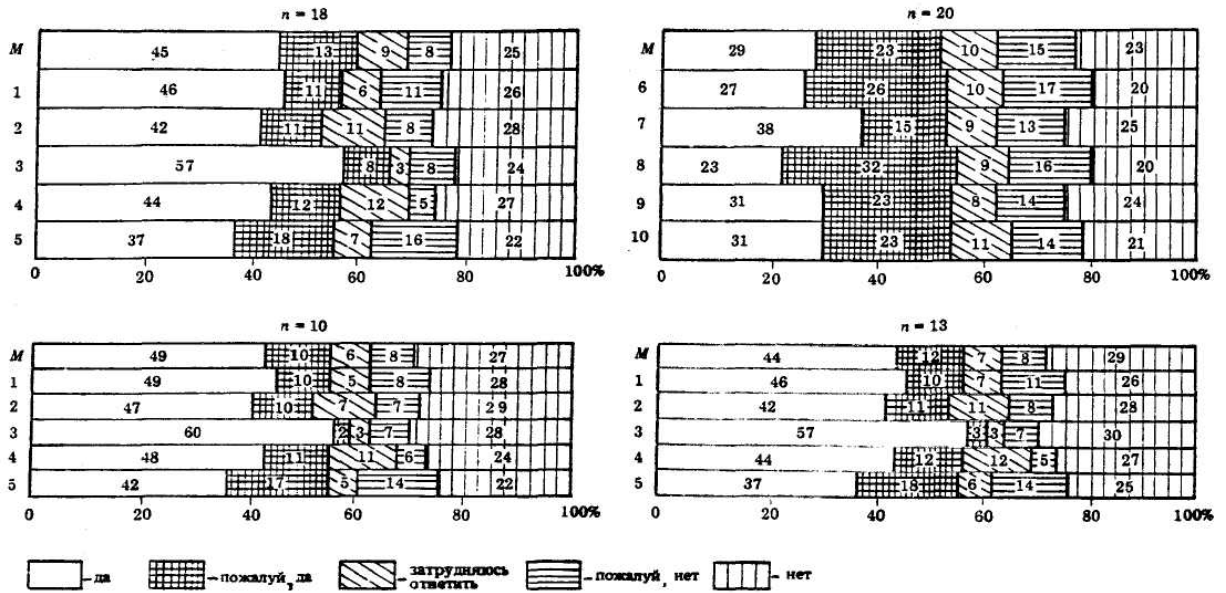 n = 18
M 45 13 9 8 25
1 46 11 6 11 26
2 42 11 11 8 28
3 57 8 3 8 24
4 44 12 12 5 27
5 37 18 7 16 22
0 20 40 60 80 100%
n = 20
M 29 23 10 15 23
6 27 26 10 17 20
7 38 15 9 13 25
8 23 32 9 16 20
9 31 23 8 14 24
10 31 23 11 14 21
0 20 40 60 80 100%
n = 10
M 49 10 6 8 27
1 49 10 5 8 28
2 47 10 7 7 29
3 60 2 3 7 28
4 48 11 11 6 24
5 42 17 5 14 22
0 20 40 60 80 100%
n = 13
M 44 12 7 8 29
1 46 10 7 11 26
2 42 11 11 8 28
3 57 3 3 7 30
4 44 12 12 5 27
5 37 18 6 14 25
0 20 40 60 80 100%
- да
- пожалуй, да
- затрудняюсь
ответить
- пожалуй, нет
- нет